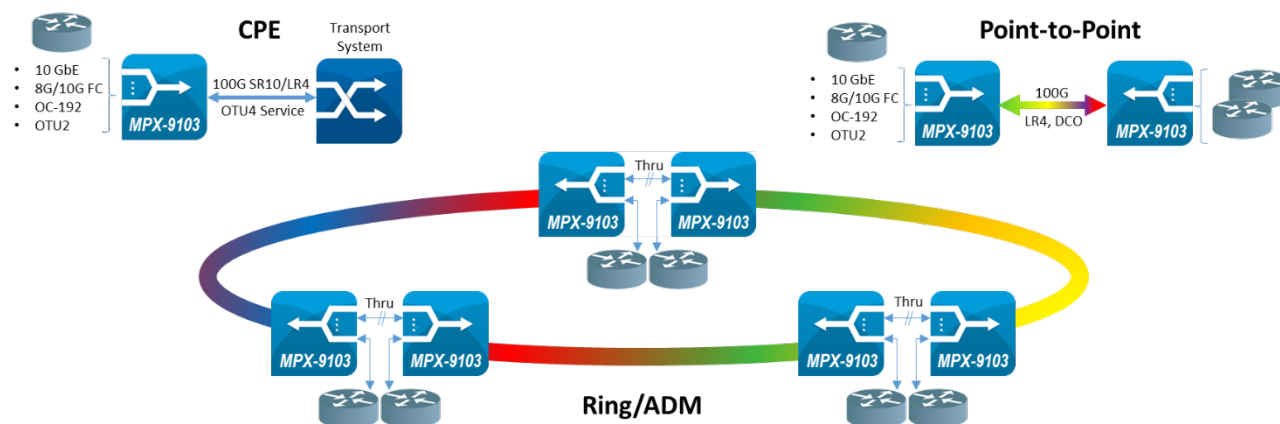 CPE
Transport
System
• 10 GbE
• 8G/10G FC
• OC-192
• OTU2
MPX-9103
100G SR10/LR4
OTU4 Service
Point-to-Point
• 10 GbE
• 8G/10G FC
• OC-192
• OTU2
MPX-9103
100G
LR4, DCO
MPX-9103
Thru
MPX-9103
MPX-9103
Thru
MPX-9103
MPX-9103
Thru
MPX-9103
MPX-9103
Ring/ADM